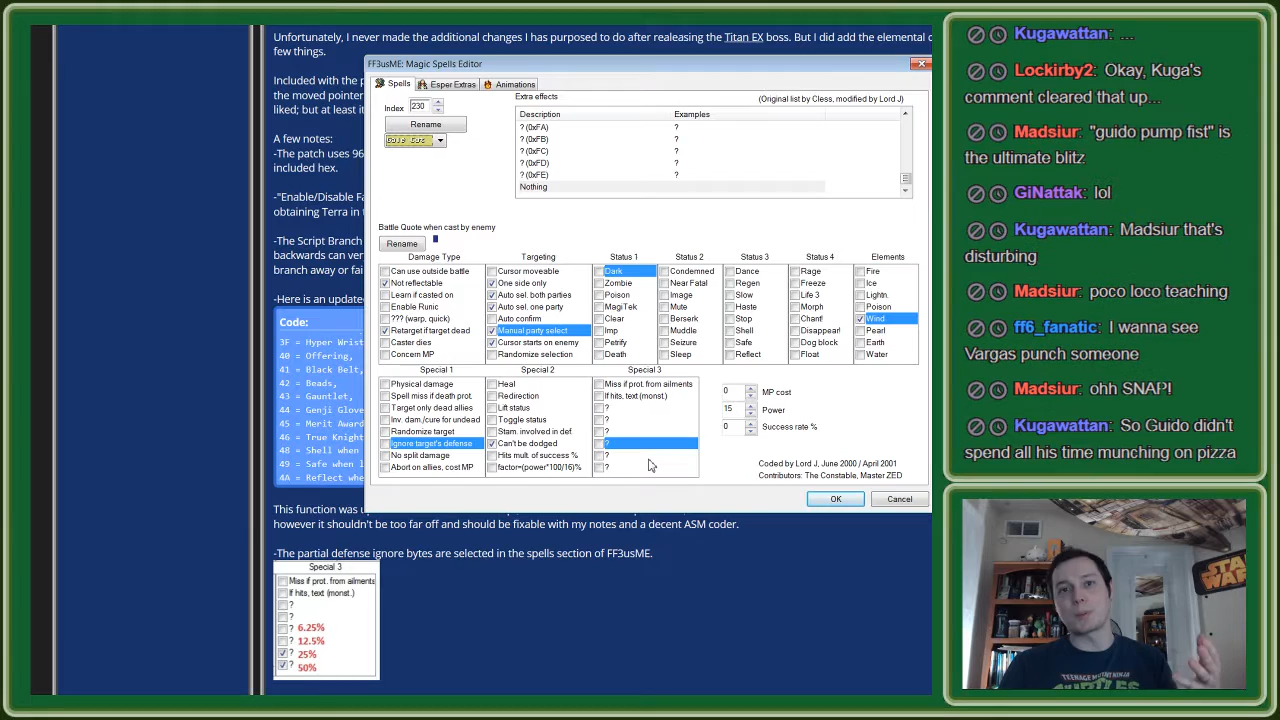 Unfortunately, I never made the additional changes I has purposed to do after realeasing the Titan EX boss. But I did add the elemental
few things.
Included with the p
the moved pointer
liked; but at least it
A few notes:
-The patch uses 96
included hex.
-"Enable/Disable Fa
obtaining Terra in t
-The Script Branch
backwards can ver
branch away or fai
-Here is an update
Code:
3F = Hyper Wrist
40 = Offering,
41 = Black Belt,
42 = Beads,
43 = Gauntlet,
44 = Genji Glove
45 = Merit Award
46 = True Knight
48 = Shell when
49 = Safe when l
4A = Reflect whe
This function was u
however it shouldn't be too far off and should be fixable with my notes and a decent ASM coder.
-The partial defense ignore bytes are selected in the spells section of FF3usME.
Special 3
Miss if prot. from ailments
If hits, text (monst.)
?
?
? 6.25%
? 12.5%
? 25%
? 50%
FF3usME: Magic Spells Editor
Spells
Esper Extras
Animations
Index 230
Rename
Extra effects
(Original list by Cless, modified by Lord J)
Description Examples
? (0xFA) ?
? (0xFB) ?
? (0xFC) ?
? (0xFD) ?
? (0xFE) ?
Nothing
Battle Quote when cast by enemy
Rename
Damage Type
Can use outside battle
Not reflectable
Learn if casted on
Enable Runic
??? (warp, quick)
Retarget if target dead
Caster dies
Concern MP
Targeting
Cursor moveable
One side only
Auto sel. both parties
Auto sel. one party
Auto confirm
Manual party select
Cursor starts on enemy
Randomize selection
Status 1
Dark
Zombie
Poison
MagiTek
Clear
Imp
Petrify
Death
Status 2
Condemned
Near Fatal
Image
Mute
Berserk
Muddle
Seizure
Sleep
Status 3
Dance
Regen
Slow
Haste
Stop
Shell
Safe
Reflect
Status 4
Rage
Freeze
Life 3
Morph
Chant!
Disappear!
Dog block
Float
Elements
Fire
Ice
Lightn.
Poison
Wind
Pearl
Earth
Water
Special 1
Physical damage
Spell miss if death prot.
Target only dead allies
Inv. dam./cure for undead
Randomize target
Ignore target's defense
No split damage
Abort on allies, cost MP
Special 2
Heal
Redirection
Lift status
Toggle status
Stam. involved in def.
Can't be dodged
Hits mult. of success %
factor=(power*100/16)%
Special 3
Miss if prot. from ailments
If hits, text (monst.)
?
?
?
?
?
?
0 MP cost
15 Power
0 Success rate %
Coded by Lord J, June 2000 / April 2001
Contributors: The Constable, Master ZED
OK
Cancel
Kugawattan: ...
Lockirby2: Okay, Kuga's
comment cleared that up...
Madsiur: "guido pump fist" is
the ultimate blitz
GiNattak: lol
Kugawattan: Madsiur that's
disturbing
Madsiur: poco loco teaching
ff6_fanatic: I wanna see
Vargas punch someone
Madsiur: ohh SNAP!
Kugawattan: So Guido didn't
spend all his time munching on pizza
STAR
WARS
TEENAGE MUTANT NINJA
TURTLES